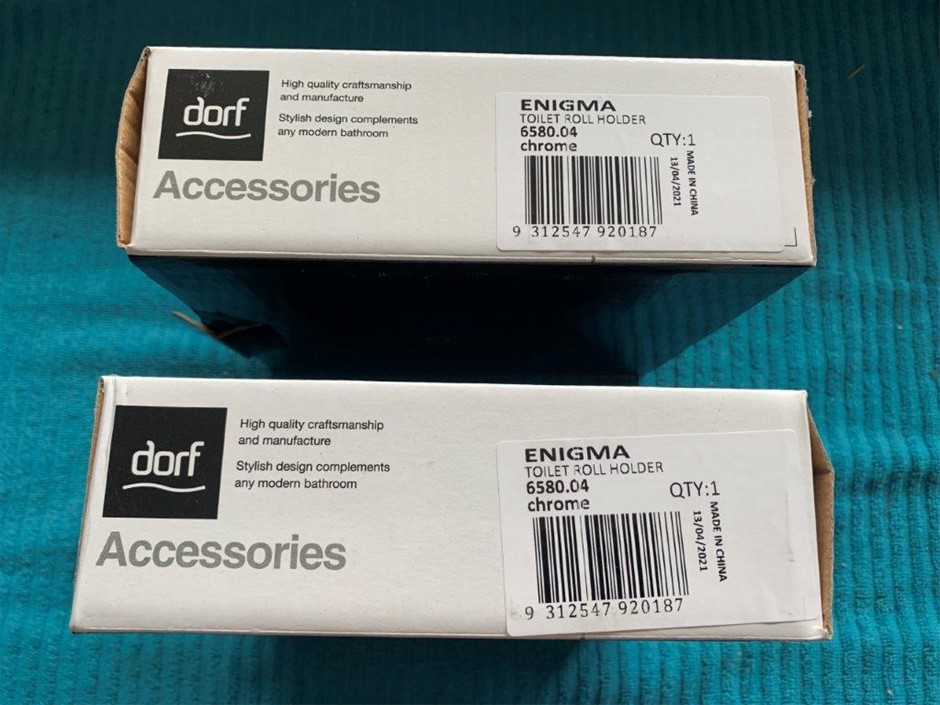 dorf
High quality craftsmanship
and manufacture
Stylish design complements
any modern bathroom
Accessories
ENIGMA
TOILET ROLL HOLDER
6580.04
chrome
QTY:1
MADE IN CHINA
13/04/2021
9 312547 920187
dorf
High quality craftsmanship
and manufacture
Stylish design complements
any modern bathroom
Accessories
ENIGMA
TOILET ROLL HOLDER
6580.04
chrome
QTY:1
MADE IN CHINA
13/04/2021
9 312547 920187